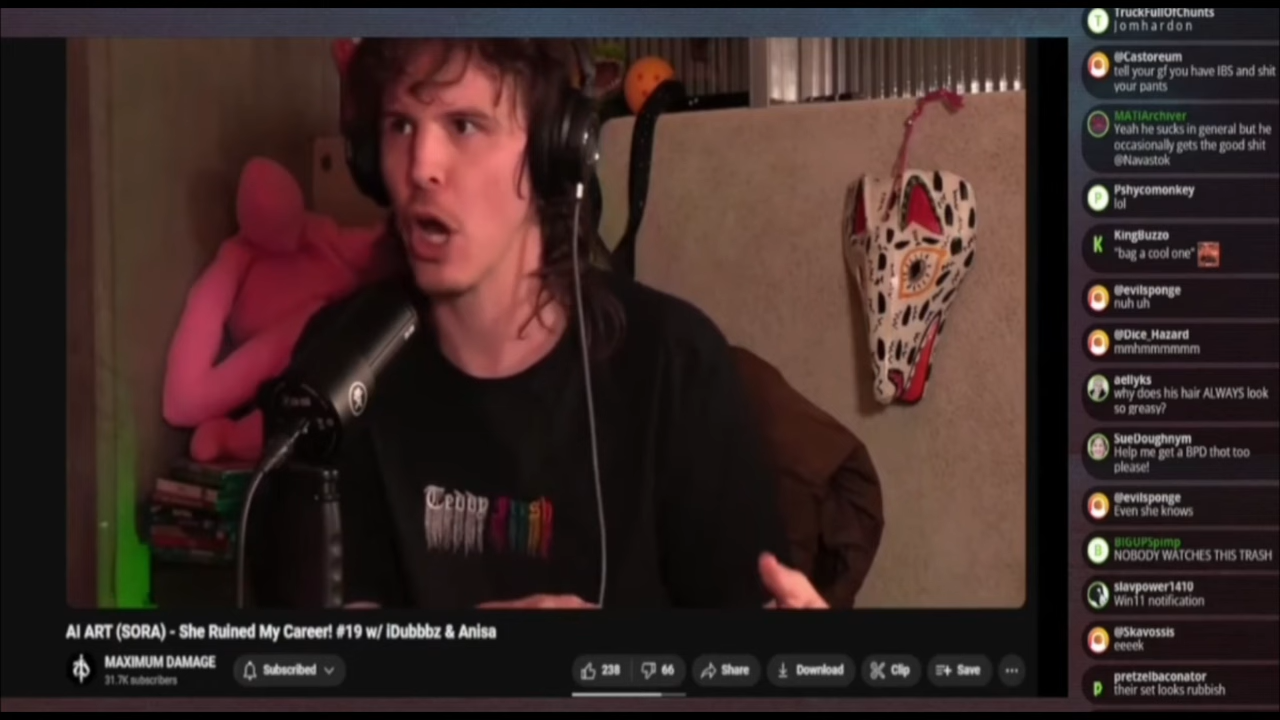 Teddy Fresh
AI ART (SORA) - She Ruined My Career! #19 w/ iDubbbz & Anisa
MAXIMUM DAMAGE
31.7K subscribers
Subscribed
238
66
Share
Download
Clip
Save
T
TruckFullOfChunts
J o m h a r d o n
@Castoreum
tell your gf you have IBS and shit
your pants
MATIArchiver
Yeah he sucks in general but he
occasionally gets the good shit
@Navastok
P
Pshycomonkey
lol
K
KingBuzzo
"bag a cool one"
@evilsponge
nuh uh
@Dice_Hazard
mmhmmmmmm
aellyks
why does his hair ALWAYS look
so greasy?
SueDoughnym
Help me get a BPD thot too
please!
@evilsponge
Even she knows
B
BIGUPSpimp
NOBODY WATCHES THIS TRASH
slavpower1410
Win11 notification
@Skavossis
eeeek
p
pretzelbaconator
their set looks rubbish